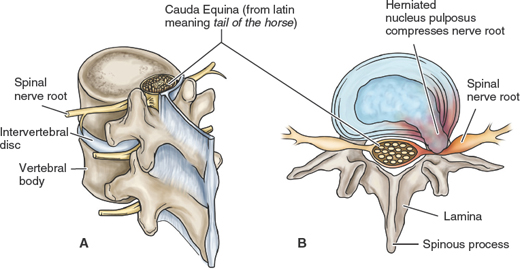 Cauda Equina (from latin
meaning tail of the horse)
Herniated
nucleus pulposus
compresses nerve root
Spinal
nerve root
Spinal
nerve root
Intervertebral
disc
Vertebral
body
Lamina
Spinous process
A
B